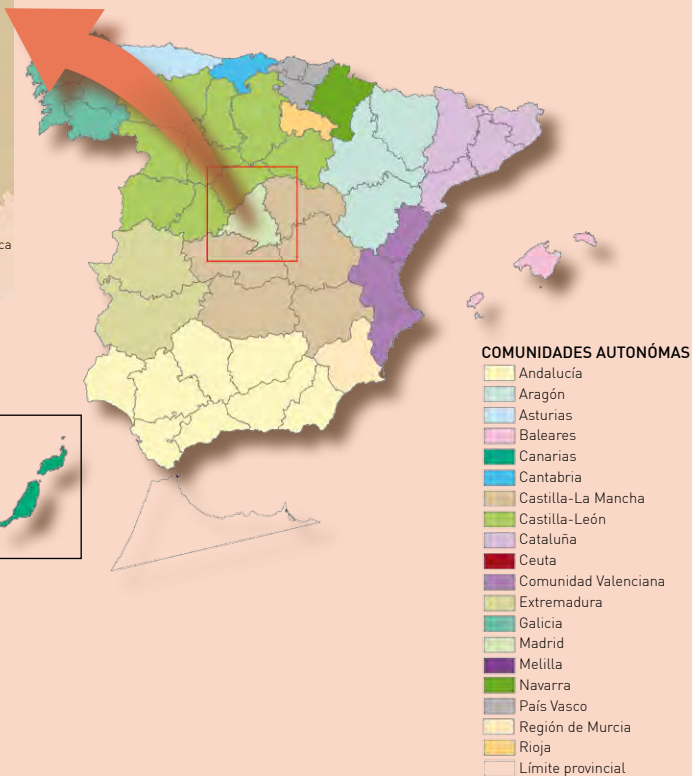 ca
COMUNIDADES AUTONÓMAS
Andalucía
Aragón
Asturias
Baleares
Canarias
Cantabria
Castilla-La Mancha
Castilla-León
Cataluña
Ceuta
Comunidad Valenciana
Extremadura
Galicia
Madrid
Melilla
Navarra
País Vasco
Región de Murcia
Rioja
Límite provincial